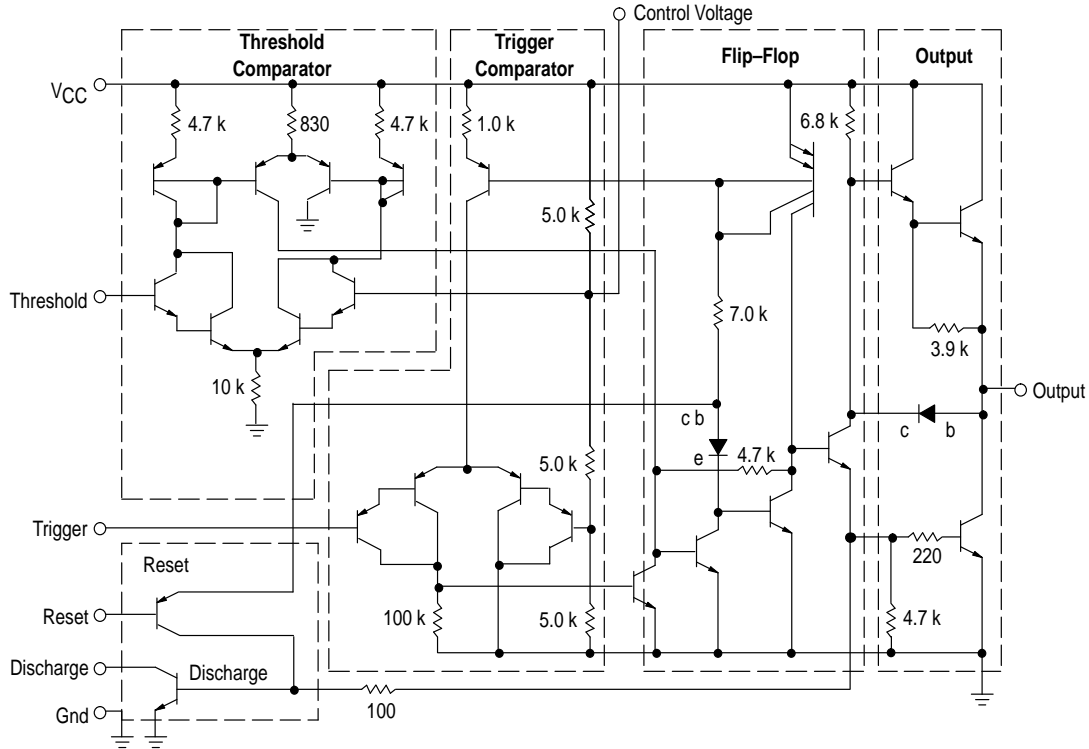 Control Voltage
Threshold Comparator
Trigger Comparator
Flip–Flop
Output
VCC
4.7 k
830
4.7 k
1.0 k
6.8 k
5.0 k
Threshold
7.0 k
3.9 k
10 k
Output
c b
c
b
e
4.7 k
5.0 k
Trigger
220
Reset
Reset
100 k
5.0 k
4.7 k
Discharge
Discharge
100
Gnd